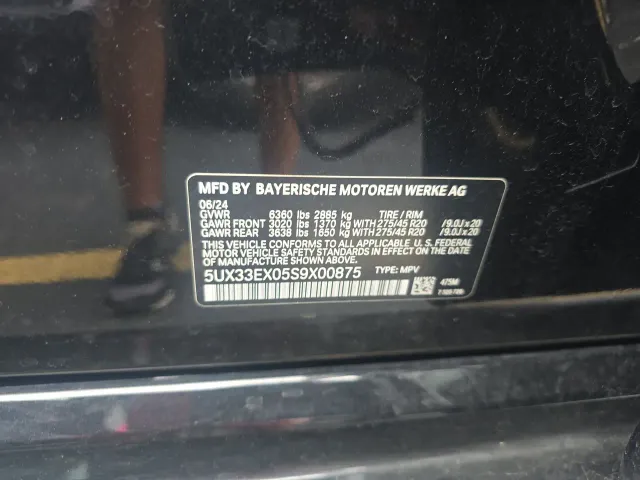 MFD BY BAYERISCHE MOTOREN WERKE AG
06/24
GVWR 6360 lbs 2885 kg TIRE / RIM
GAWR FRONT 3020 lbs 1370 kg WITH 275/45 R20 /9.0J x 20
GAWR REAR 3638 lbs 1650 kg WITH 275/45 R20 /9.0J x 20
THIS VEHICLE CONFORMS TO ALL APPLICABLE U. S. FEDERAL
MOTOR VEHICLE SAFETY STANDARDS IN EFFECT ON THE DATE OF
MANUFACTURE SHOWN ABOVE.
5UX33EX05S9X00875 TYPE: MPV
475M